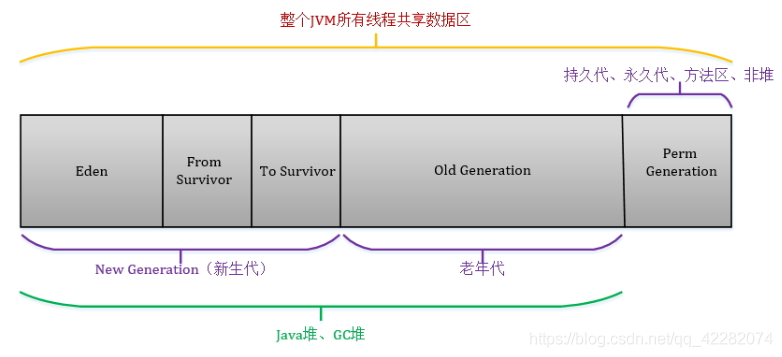 整个JVM所有线程共享数据区
持久代、永久代、方法区、非堆
Eden
From
Survivor
To Survivor
Old Generation
Perm
Generation
New Generation（新生代）
老年代
Java堆、GC堆
https://blog.csdn.net/qq_42282074